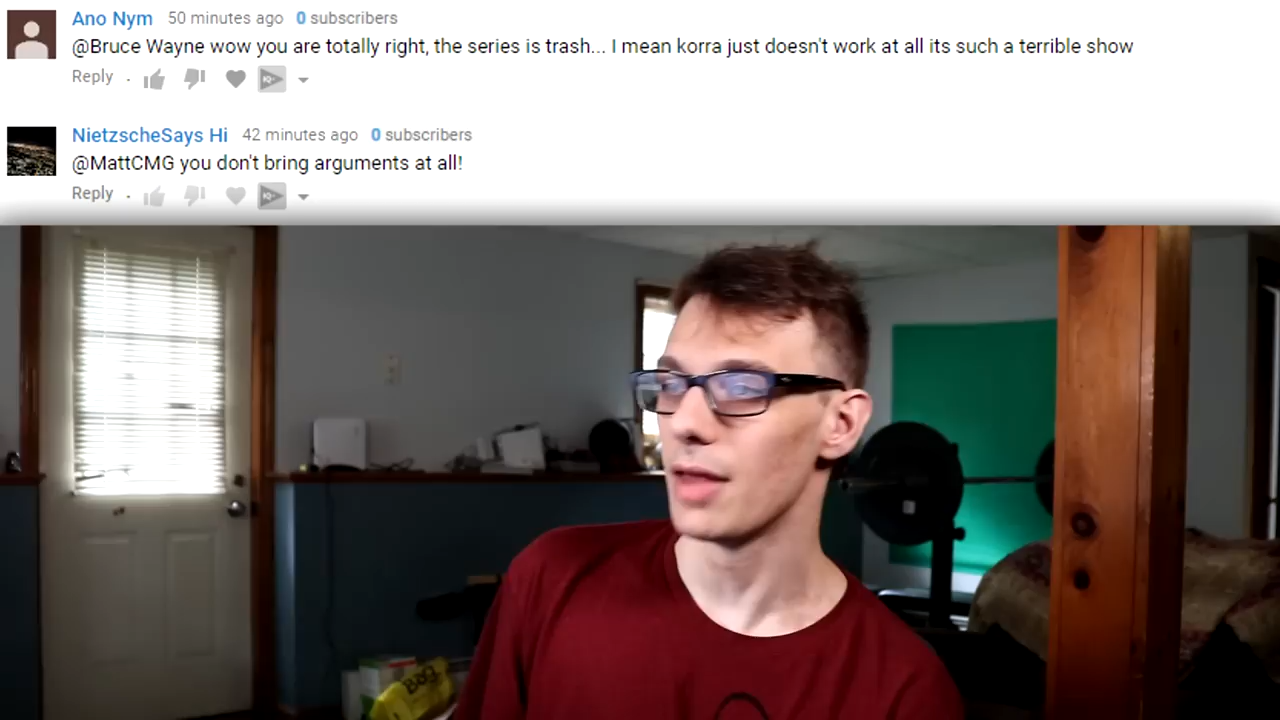 Ano Nym 50 minutes ago 0 subscribers
@Bruce Wayne wow you are totally right, the series is trash... I mean korra just doesn't work at all its such a terrible show
Reply
NietzscheSays Hi 42 minutes ago 0 subscribers
@MattCMG you don't bring arguments at all!
Reply